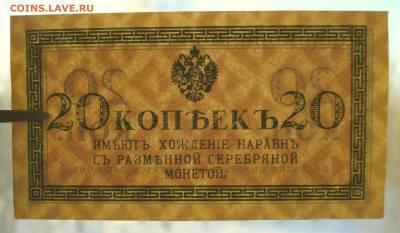 COINS.LAVE.RU
20 КОПѢЕКЪ 20
ИМѢЮТЪ ХОЖДЕНІЕ НАРАВНѢ
СЪ РАЗМѢННОЙ СЕРЕБРЯНОЙ
МОНЕТОЙ.